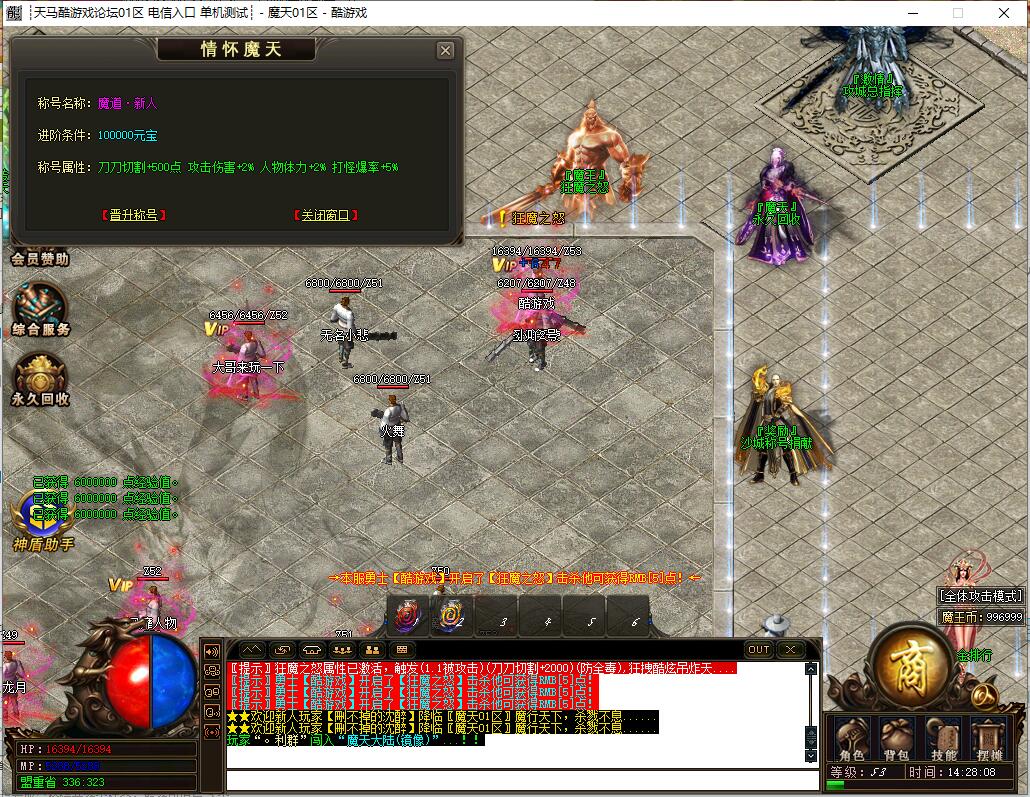 天马酷游戏论坛01区 电信入口 单机测试 - 魔天01区 - 酷游戏
情怀魔天
称号名称：魔道·新人
进阶条件：100000元宝
称号属性：刀刀切割+500点 攻击伤害+2% 人物体力+2% 打怪爆率+5%
【晋升称号】 【关闭窗口】
『激情』
攻城总指挥
『魔王』
狂魔之怒
！狂魔之怒
『魔天』
永久回收
会员赞助
16394/16394/Z53
VIP
6800/6800/Z51
6207/6207/Z48
酷游戏
综合服务
6456/6456/Z52
VIP
无名小悲
大哥来玩一下
6800/6800/Z51
火舞
永久回收
『奖励』
沙城称号捐献
已获得 6000000 点经验值。
已获得 6000000 点经验值。
已获得 6000000 点经验值。
神盾助手
Z52
VIP
Z50
→本服勇士【酷游戏】开启了【狂魔之怒】击杀他可获得RMB[5]点！←
[全体攻击模式]
魔王币：996999
3 4 5 6
Z49
Z51
龙月
金排行
商
OUT X
[提示]狂魔之怒属性已激活，触发(1.1被攻击)(刀刀切割+2000)(防全毒),狂拽酷炫吊炸天....
[提示]勇士【酷游戏】开启了【狂魔之怒】击杀他可获得RMB[5]点！
[提示]勇士【酷游戏】开启了【狂魔之怒】击杀他可获得RMB[5]点！
[提示]勇士【酷游戏】开启了【狂魔之怒】击杀他可获得RMB[5]点！
★★欢迎新人玩家【刪不掉的沈醉】降临〖魔天01区〗魔行天下，杀戮不息......
★★欢迎新人玩家【刪不掉的沈醉】降临〖魔天01区〗魔行天下，杀戮不息......
玩家“。利群”闯入“魔天大陆(镜像)”...！！
角色 背包 技能 摆摊
HP：16394/16394
盟重省 336:323
等级：53 时间：14:28:08